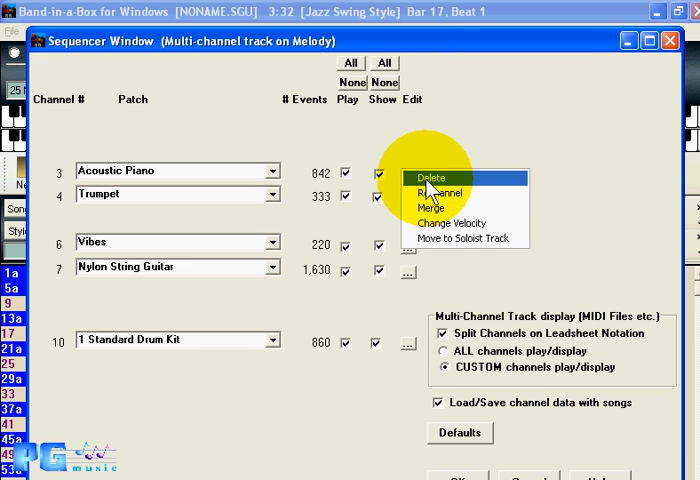 Band-in-a-Box for Windows [NONAME.SGU] 3:32 [Jazz Swing Style] Bar 17, Beat 1
File
Sequencer Window (Multi-channel track on Melody)
All All
None None
Channel # Patch # Events Play Show Edit
3 Acoustic Piano 842
4 Trumpet 333
6 Vibes 220
7 Nylon String Guitar 1,630 ...
10 1 Standard Drum Kit 860 ...
Delete
Merge
Change Velocity
Move to Soloist Track
Multi-Channel Track display (MIDI Files etc.)
Split Channels on Leadsheet Notation
ALL channels play/display
CUSTOM channels play/display
Load/Save channel data with songs
Defaults
1a
5a
9
13a
17
21a
25
29a
33
37a
41
45a
PG
music